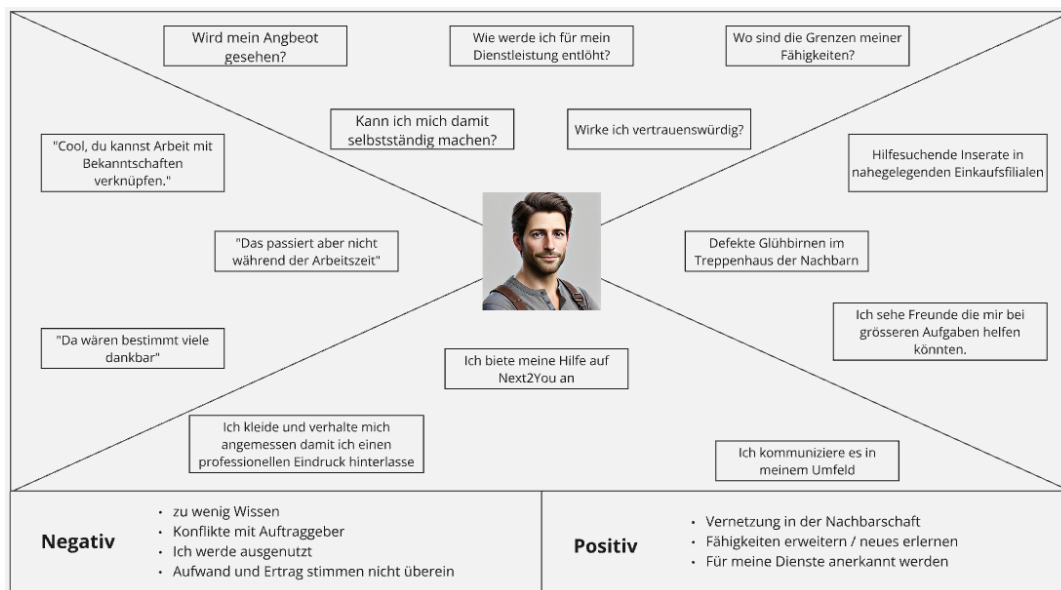 Wird mein Angbeot
gesehen?
Wie werde ich für mein
Dienstleistung entlöht?
Wo sind die Grenzen meiner
Fähigkeiten?
Kann ich mich damit
selbstständig machen?
Wirke ich vertrauenswürdig?
"Cool, du kannst Arbeit mit
Bekanntschaften
verknüpfen."
Hilfesuchende Inserate in
nahegelegenden Einkaufsfilialen
"Das passiert aber nicht
während der Arbeitszeit"
Defekte Glühbirnen im
Treppenhaus der Nachbarn
"Da wären bestimmt viele
dankbar"
Ich sehe Freunde die mir bei
grösseren Aufgaben helfen
könnten.
Ich biete meine Hilfe auf
Next2You an
Ich kleide und verhalte mich
angemessen damit ich einen
professionellen Eindruck hinterlasse
Ich kommuniziere es in
meinem Umfeld
Negativ
• zu wenig Wissen
• Konflikte mit Auftraggeber
• Ich werde ausgenutzt
• Aufwand und Ertrag stimmen nicht überein
Positiv
• Vernetzung in der Nachbarschaft
• Fähigkeiten erweitern / neues erlernen
• Für meine Dienste anerkannt werden